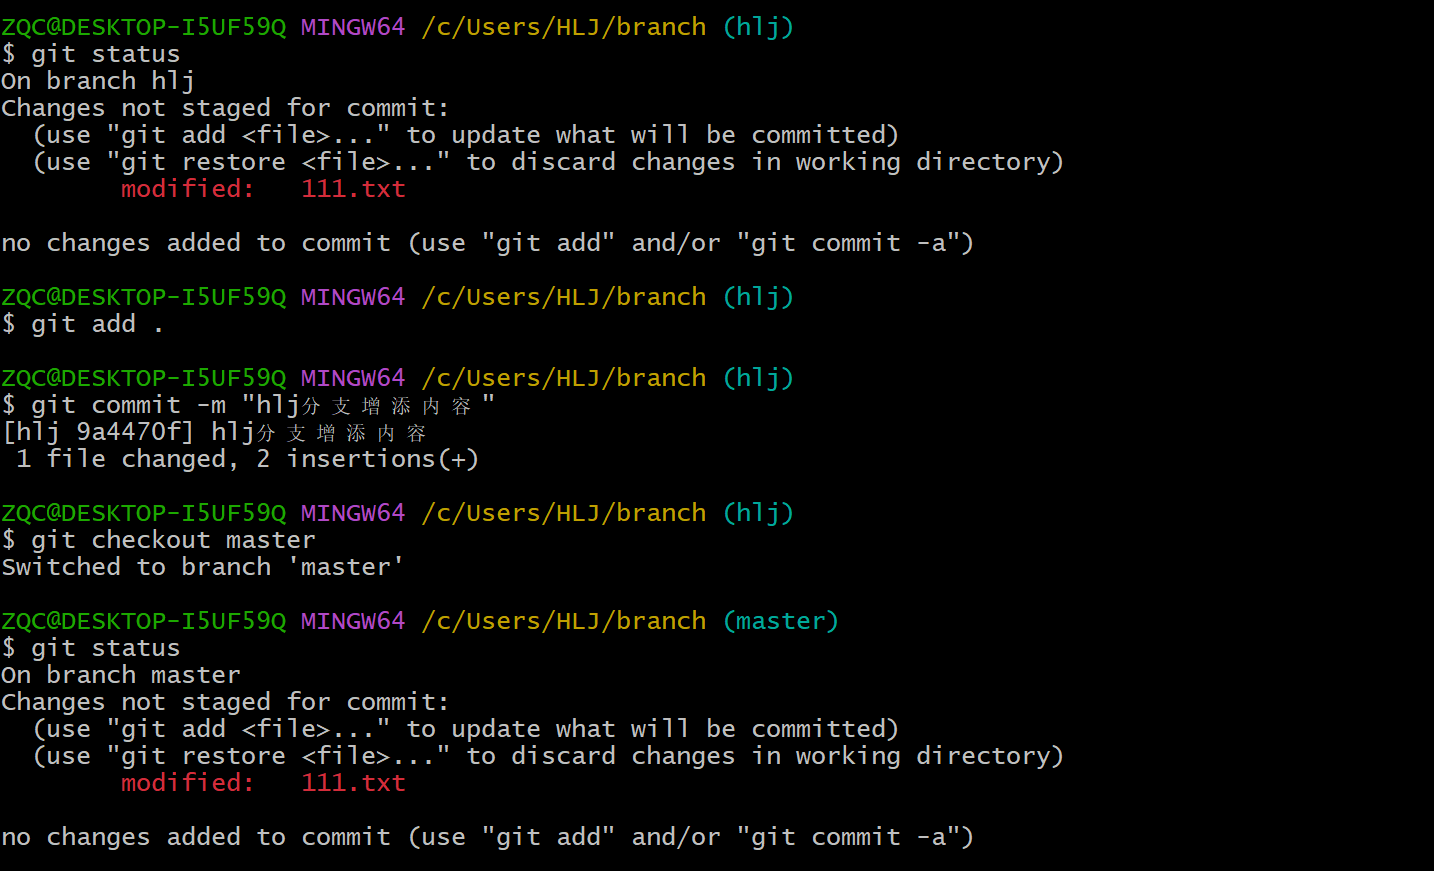 ZQC@DESKTOP-I5UF59Q MINGW64 /c/Users/HLJ/branch (hlj)
$ git status
On branch hlj
Changes not staged for commit:
  (use "git add <file>..." to update what will be committed)
  (use "git restore <file>..." to discard changes in working directory)
        modified:   111.txt

no changes added to commit (use "git add" and/or "git commit -a")

ZQC@DESKTOP-I5UF59Q MINGW64 /c/Users/HLJ/branch (hlj)
$ git add .

ZQC@DESKTOP-I5UF59Q MINGW64 /c/Users/HLJ/branch (hlj)
$ git commit -m "hlj分支增添内容"
[hlj 9a4470f] hlj分支增添内容
 1 file changed, 2 insertions(+)

ZQC@DESKTOP-I5UF59Q MINGW64 /c/Users/HLJ/branch (hlj)
$ git checkout master
Switched to branch 'master'

ZQC@DESKTOP-I5UF59Q MINGW64 /c/Users/HLJ/branch (master)
$ git status
On branch master
Changes not staged for commit:
  (use "git add <file>..." to update what will be committed)
  (use "git restore <file>..." to discard changes in working directory)
        modified:   111.txt

no changes added to commit (use "git add" and/or "git commit -a")